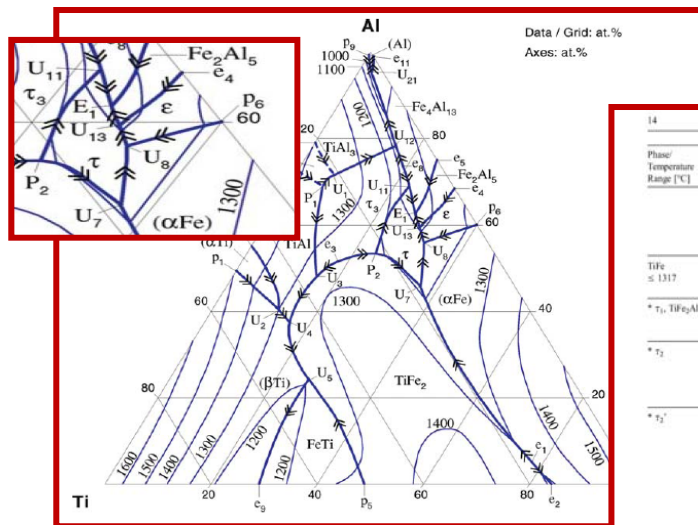 Fe₂Al₅
e₄
U₁₁
τ₃
E₁
ε
p₆
60
U₁₃
U₈
τ
P₂
U₇
(αFe)
1300
Al
Data / Grid: at.%
Axes: at.%
p₉
(Al)
1000
e₁₁
1100
U₂₁
Fe₄Al₁₃
1200
20
80
TiAl₃
U₁₂
e₈
e₅
Fe₂Al₅
e₄
U₁
U₁₁
τ₃
P₁
1300
E₁
ε
p₆
U₁₃
60
(αTi)
TiAl
e₃
U₈
p₁
P₂
τ
U₃
U₇
(αFe)
1300
1300
60
U₂
U₄
40
U₅
(βTi)
TiFe₂
80
20
FeTi
1400
e₁
1600
1500
1400
1300
1200
1200
1400
1500
Ti
20
e₉
40
p₅
60
80
e₂
14
Phase/
Temperature
Range [°C]
TiFe
≤ 1317
* τ₁, TiFe₂Al
* τ₂
* τ₂'